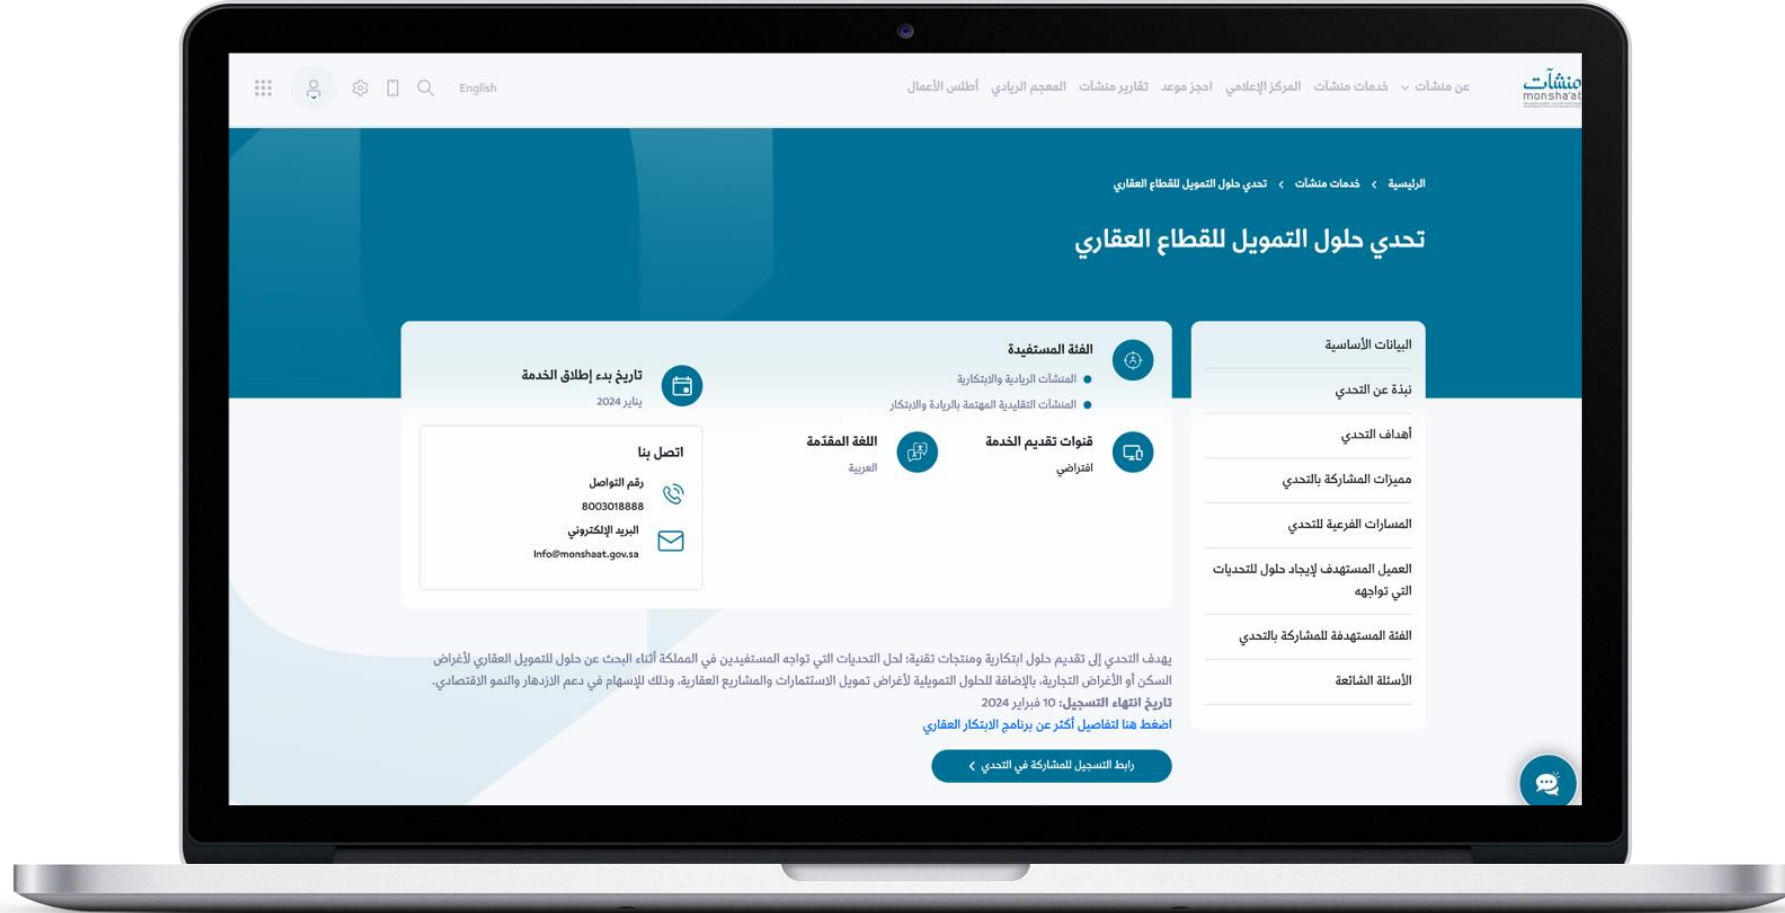 منشآت
monsha'at
عن منشآت خدمات منشآت المركز الإعلامي احجز موعد تقارير منشآت المعجم الريادي أطلس الأعمال
English
الرئيسية > خدمات منشآت > تحدي حلول التمويل للقطاع العقاري
تحدي حلول التمويل للقطاع العقاري
البيانات الأساسية
نبذة عن التحدي
أهداف التحدي
مميزات المشاركة بالتحدي
المسارات الفرعية للتحدي
العميل المستهدف لإيجاد حلول للتحديات
التي تواجهه
الفئة المستهدفة للمشاركة بالتحدي
الأسئلة الشائعة
الفئة المستفيدة
المنشآت الريادية والابتكارية
المنشآت التقليدية المهتمة بالريادة والابتكار
قنوات تقديم الخدمة
افتراضي
اللغة المقدّمة
العربية
تاريخ بدء إطلاق الخدمة
يناير 2024
اتصل بنا
رقم التواصل
8003018888
البريد الإلكتروني
Info@monshaat.gov.sa
يهدف التحدي إلى تقديم حلول ابتكارية ومنتجات تقنية؛ لحل التحديات التي تواجه المستفيدين في المملكة أثناء البحث عن حلول للتمويل العقاري لأغراض
السكن أو الأغراض التجارية، بالإضافة للحلول التمويلية لأغراض تمويل الاستثمارات والمشاريع العقارية، وذلك للإسهام في دعم الازدهار والنمو الاقتصادي.
تاريخ انتهاء التسجيل: 10 فبراير 2024
اضغط هنا لتفاصيل أكثر عن برنامج الابتكار العقاري
رابط التسجيل للمشاركة في التحدي >